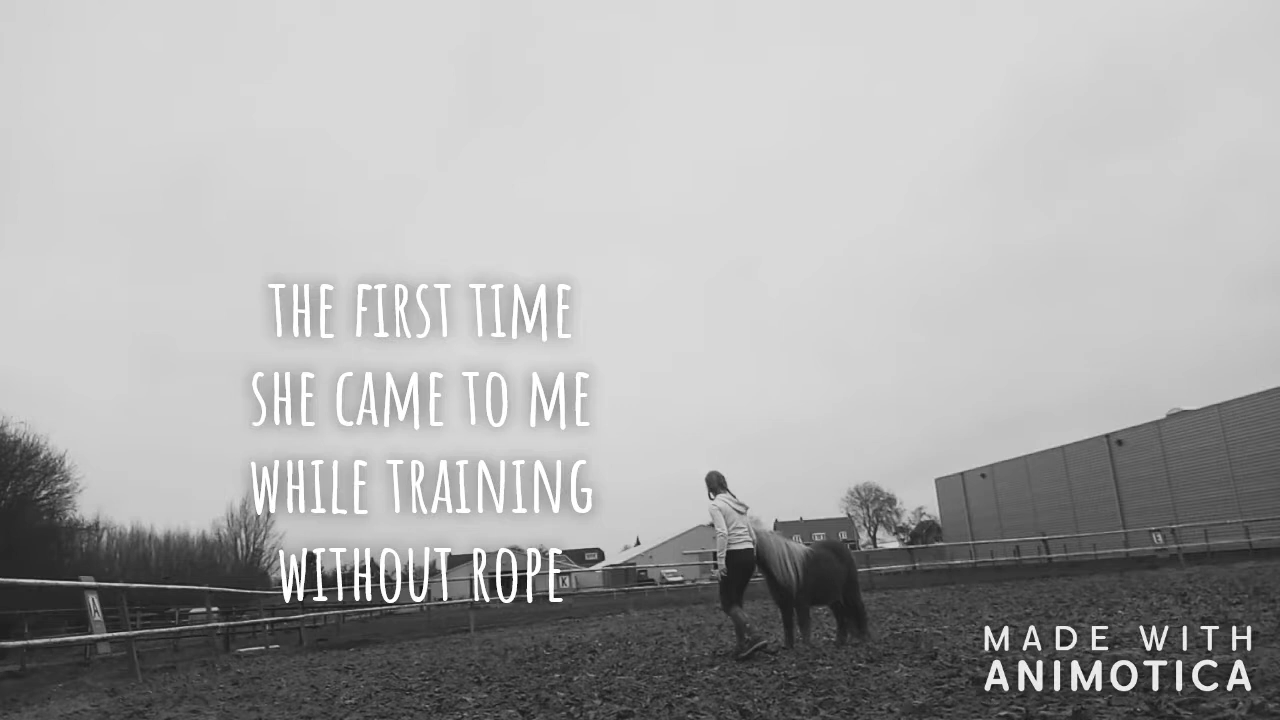 THE FIRST TIME
SHE CAME TO ME
WHILE TRAINING
WITHOUT ROPE
A
K
E
MADE WITH
ANIMOTICA